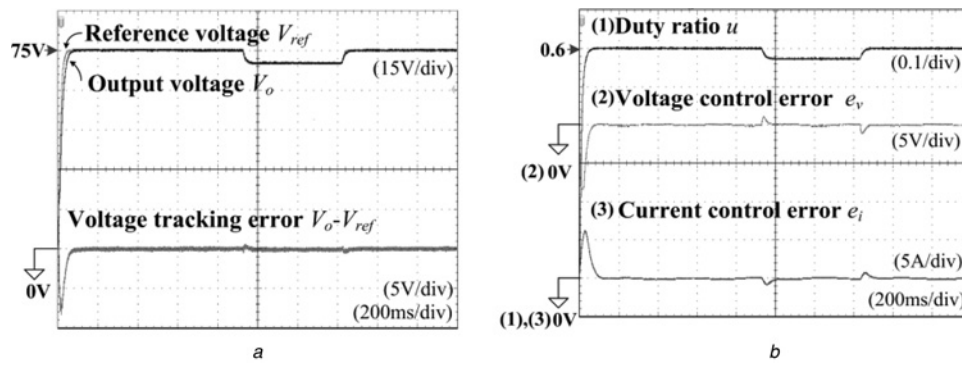 Reference voltage Vref
75V
(15V/div)
Output voltage Vo
Voltage tracking error Vo-Vref
0V
(5V/div)
(200ms/div)
a
(1) Duty ratio u
0.6
(0.1/div)
(2) Voltage control error ev
(5V/div)
(2) 0V
(3) Current control error ei
(5A/div)
(200ms/div)
(1),(3) 0V
b